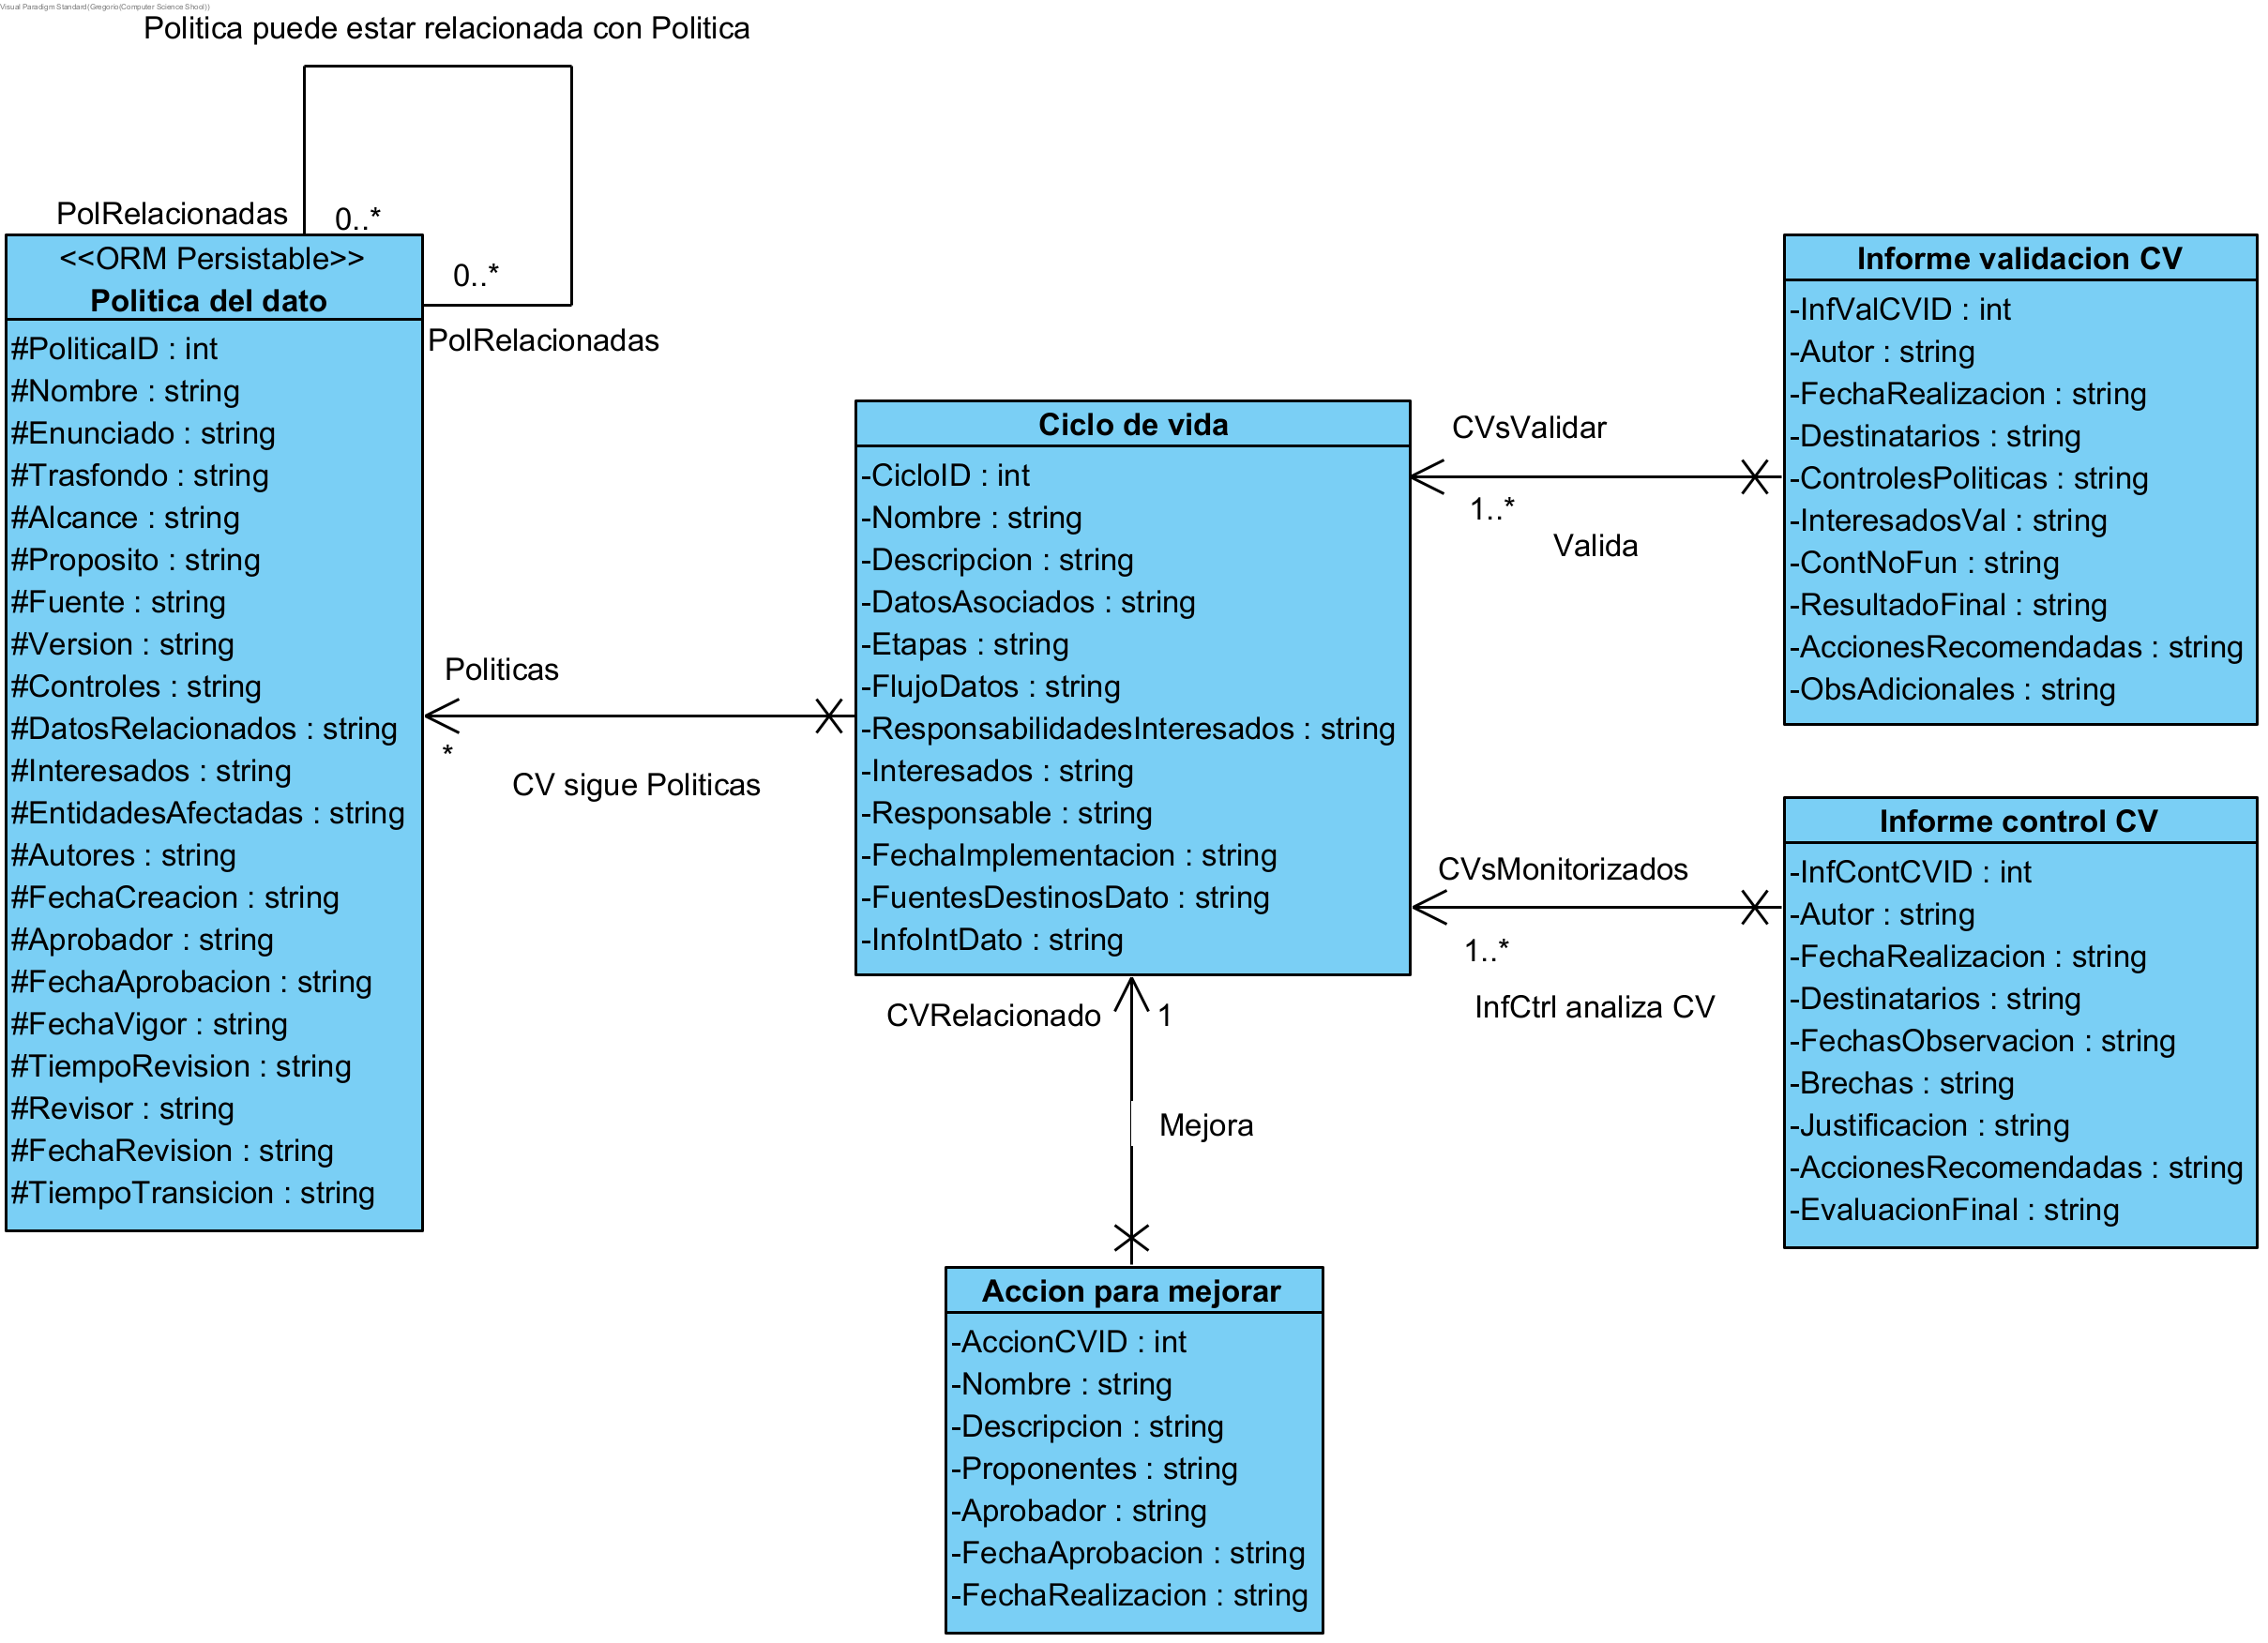 Visual Paradigm Standard(Gregorio(Computer Science Shool))
Politica puede estar relacionada con Politica
PolRelacionadas
0..*
0..*
PolRelacionadas
<<ORM Persistable>>
Politica del dato
#PoliticaID : int
#Nombre : string
#Enunciado : string
#Trasfondo : string
#Alcance : string
#Proposito : string
#Fuente : string
#Version : string
#Controles : string
#DatosRelacionados : string
#Interesados : string
#EntidadesAfectadas : string
#Autores : string
#FechaCreacion : string
#Aprobador : string
#FechaAprobacion : string
#FechaVigor : string
#TiempoRevision : string
#Revisor : string
#FechaRevision : string
#TiempoTransicion : string
Politicas
*
CV sigue Politicas
Ciclo de vida
-CicloID : int
-Nombre : string
-Descripcion : string
-DatosAsociados : string
-Etapas : string
-FlujoDatos : string
-ResponsabilidadesInteresados : string
-Interesados : string
-Responsable : string
-FechaImplementacion : string
-FuentesDestinosDato : string
-InfoIntDato : string
CVsValidar
1..*
Valida
Informe validacion CV
-InfValCVID : int
-Autor : string
-FechaRealizacion : string
-Destinatarios : string
-ControlesPoliticas : string
-InteresadosVal : string
-ContNoFun : string
-ResultadoFinal : string
-AccionesRecomendadas : string
-ObsAdicionales : string
CVsMonitorizados
1..*
InfCtrl analiza CV
Informe control CV
-InfContCVID : int
-Autor : string
-FechaRealizacion : string
-Destinatarios : string
-FechasObservacion : string
-Brechas : string
-Justificacion : string
-AccionesRecomendadas : string
-EvaluacionFinal : string
CVRelacionado
1
Mejora
Accion para mejorar
-AccionCVID : int
-Nombre : string
-Descripcion : string
-Proponentes : string
-Aprobador : string
-FechaAprobacion : string
-FechaRealizacion : string